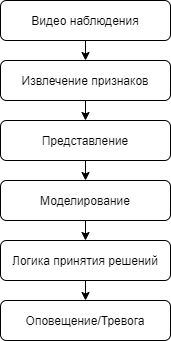 Видео наблюдения
Извлечение признаков
Представление
Моделирование
Логика принятия решений
Оповещение/Тревога